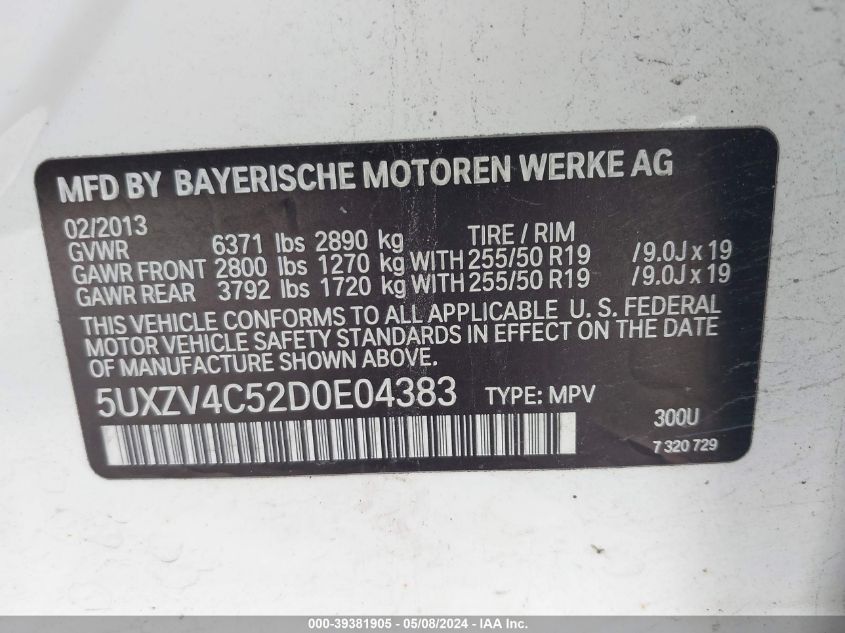 MFD BY BAYERISCHE MOTOREN WERKE AG
02/2013
GVWR 6371 lbs 2890 kg TIRE / RIM
GAWR FRONT 2800 lbs 1270 kg WITH 255/50 R19 /9.0J x 19
GAWR REAR 3792 lbs 1720 kg WITH 255/50 R19 /9.0J x 19
THIS VEHICLE CONFORMS TO ALL APPLICABLE U. S. FEDERAL
MOTOR VEHICLE SAFETY STANDARDS IN EFFECT ON THE DATE
OF MANUFACTURE SHOWN ABOVE.
5UXZV4C52D0E04383 TYPE: MPV
300U
7 320 729
000-39381905 - 05/08/2024 - IAA Inc.